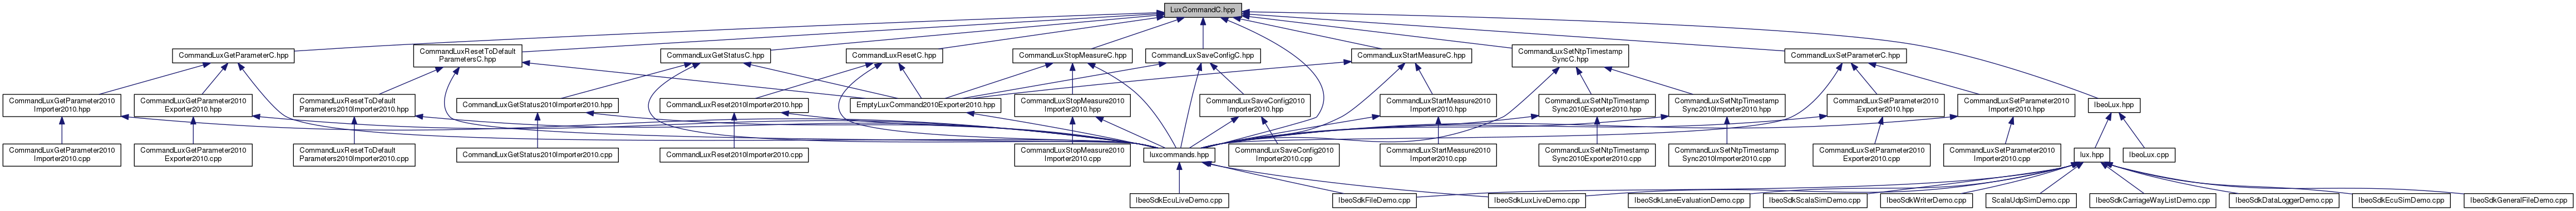 LuxCommandC.hpp
CommandLuxGetParameterC.hpp
CommandLuxResetToDefault
ParametersC.hpp
CommandLuxGetStatusC.hpp
CommandLuxResetC.hpp
CommandLuxStopMeasureC.hpp
CommandLuxSaveConfigC.hpp
CommandLuxStartMeasureC.hpp
CommandLuxSetNtpTimestamp
SyncC.hpp
CommandLuxSetParameterC.hpp
CommandLuxGetParameter2010
Importer2010.hpp
CommandLuxGetParameter2010
Exporter2010.hpp
CommandLuxResetToDefault
Parameters2010Importer2010.hpp
CommandLuxGetStatus2010Importer2010.hpp
CommandLuxReset2010Importer2010.hpp
EmptyLuxCommand2010Exporter2010.hpp
CommandLuxStopMeasure2010
Importer2010.hpp
CommandLuxSaveConfig2010
Importer2010.hpp
CommandLuxStartMeasure2010
Importer2010.hpp
CommandLuxSetNtpTimestamp
Sync2010Exporter2010.hpp
CommandLuxSetNtpTimestamp
Sync2010Importer2010.hpp
CommandLuxSetParameter2010
Exporter2010.hpp
CommandLuxSetParameter2010
Importer2010.hpp
IbeoLux.hpp
CommandLuxGetParameter2010
Importer2010.cpp
CommandLuxGetParameter2010
Exporter2010.cpp
CommandLuxResetToDefault
Parameters2010Importer2010.cpp
CommandLuxGetStatus2010Importer2010.cpp
CommandLuxReset2010Importer2010.cpp
CommandLuxStopMeasure2010
Importer2010.cpp
luxcommands.hpp
CommandLuxSaveConfig2010
Importer2010.cpp
CommandLuxStartMeasure2010
Importer2010.cpp
CommandLuxSetNtpTimestamp
Sync2010Exporter2010.cpp
CommandLuxSetNtpTimestamp
Sync2010Importer2010.cpp
CommandLuxSetParameter2010
Exporter2010.cpp
CommandLuxSetParameter2010
Importer2010.cpp
lux.hpp
IbeoLux.cpp
IbeoSdkEcuLiveDemo.cpp
IbeoSdkFileDemo.cpp
IbeoSdkLuxLiveDemo.cpp
IbeoSdkLaneEvaluationDemo.cpp
IbeoSdkScalaSimDemo.cpp
IbeoSdkWriterDemo.cpp
ScalaUdpSimDemo.cpp
IbeoSdkCarriageWayListDemo.cpp
IbeoSdkDataLoggerDemo.cpp
IbeoSdkEcuSimDemo.cpp
IbeoSdkGeneralFileDemo.cpp